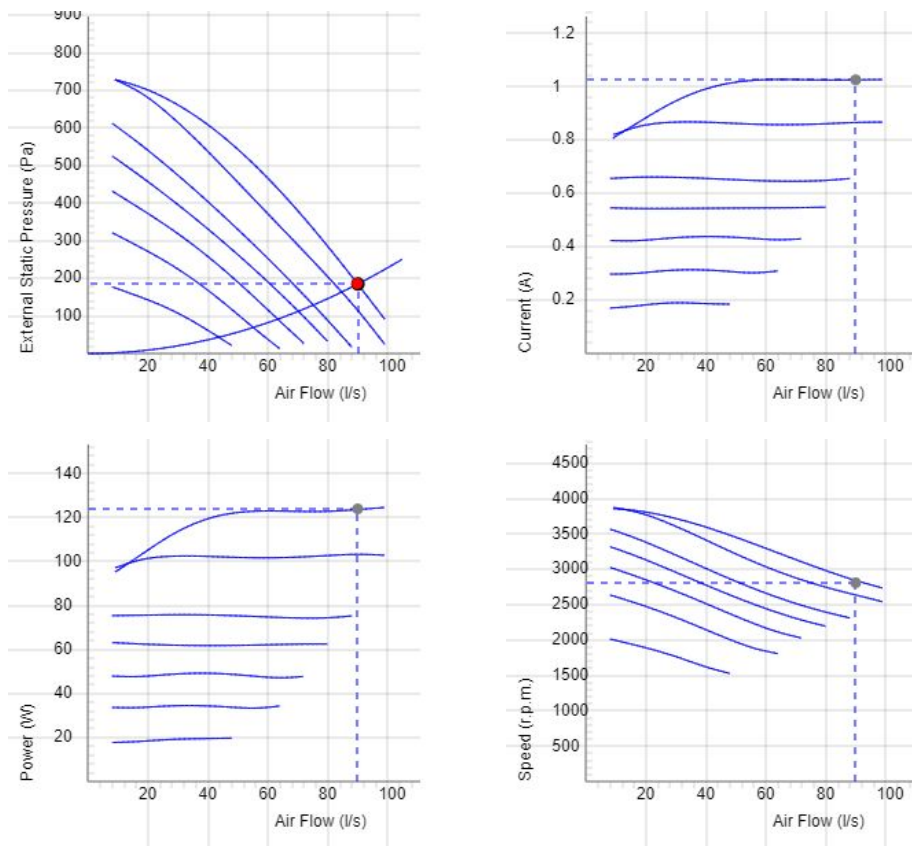 900
800
700
600
500
400
300
200
100
External Static Pressure (Pa)
20 40 60 80 100
Air Flow (l/s)
1.2
1
0.8
0.6
0.4
0.2
Current (A)
20 40 60 80 100
Air Flow (l/s)
140
120
100
80
60
40
20
Power (W)
20 40 60 80 100
Air Flow (l/s)
4500
4000
3500
3000
2500
2000
1500
1000
500
Speed (r.p.m.)
20 40 60 80 100
Air Flow (l/s)